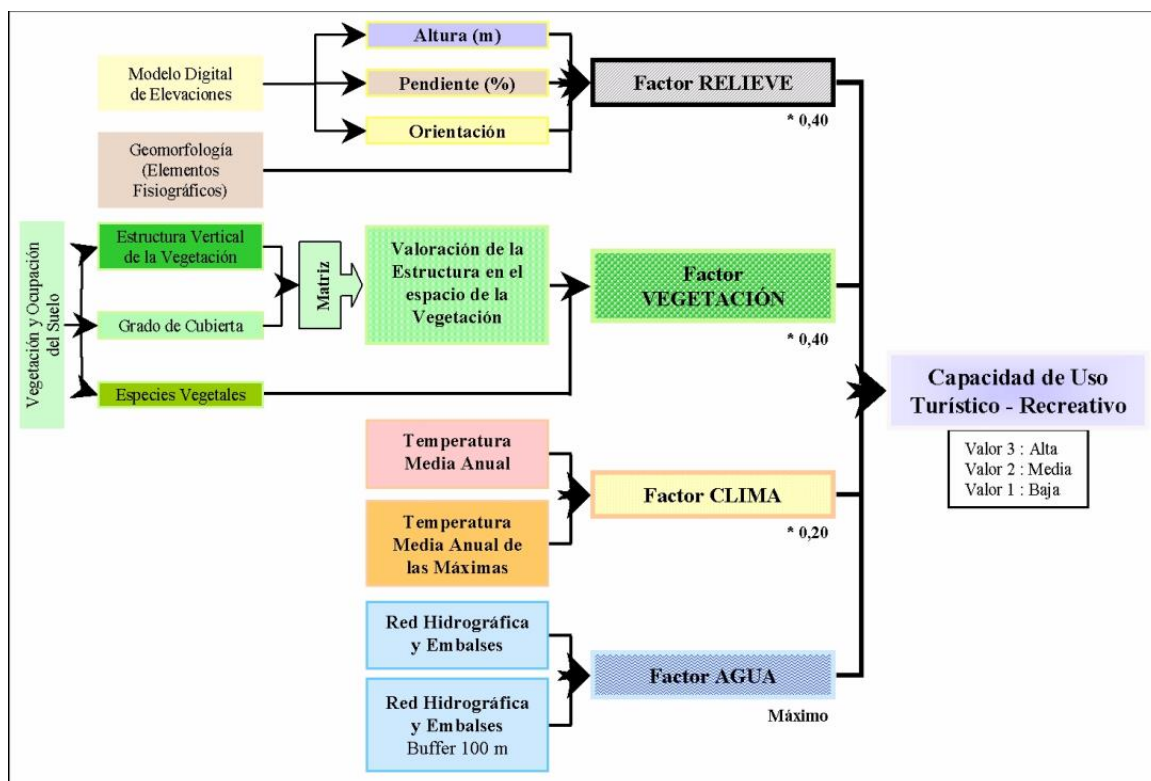 Modelo Digital
de Elevaciones
Altura (m)
Pendiente (%)
Orientación
Geomorfología
(Elementos
Fisiográficos)
Factor RELIEVE
* 0,40
Vegetación y Ocupación
del Suelo
Estructura Vertical
de la Vegetación
Grado de Cubierta
Especies Vegetales
Matriz
Valoración de la
Estructura en el
espacio de la
Vegetación
Factor
VEGETACIÓN
* 0,40
Temperatura
Media Anual
Temperatura
Media Anual de
las Máximas
Factor CLIMA
* 0,20
Red Hidrográfica
y Embalses
Red Hidrográfica
y Embalses
Buffer 100 m
Factor AGUA
Máximo
Capacidad de Uso
Turístico - Recreativo
Valor 3 : Alta
Valor 2 : Media
Valor 1 : Baja